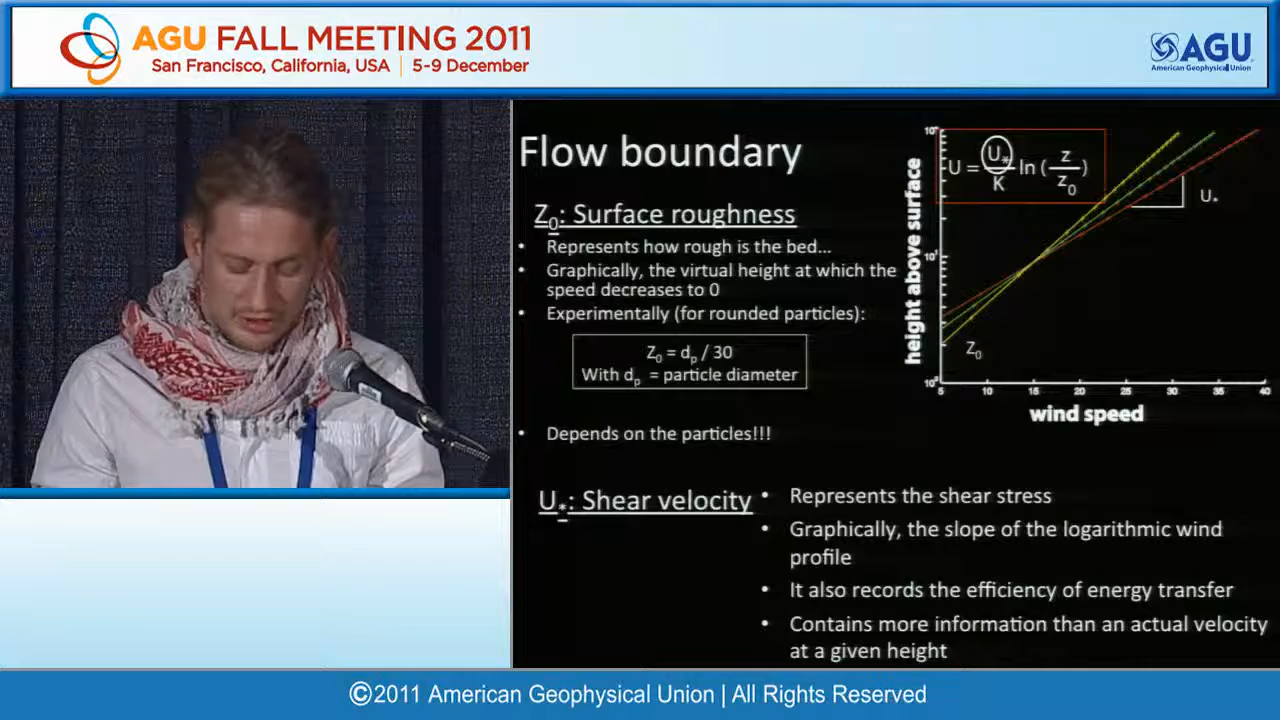 AGU FALL MEETING 2011
San Francisco, California, USA | 5-9 December
AGU
American Geophysical Union
Flow boundary
Z₀: Surface roughness
• Represents how rough is the bed...
• Graphically, the virtual height at which the
speed decreases to 0
• Experimentally (for rounded particles):
Z₀ = dₚ / 30
With dₚ = particle diameter
• Depends on the particles!!!
U = U* / K ln ( z / z₀ )
U*
Z₀
height above surface
5 10 15 20 25 30 35 40
wind speed
U*: Shear velocity
• Represents the shear stress
• Graphically, the slope of the logarithmic wind
profile
• It also records the efficiency of energy transfer
• Contains more information than an actual velocity
at a given height
©2011 American Geophysical Union | All Rights Reserved